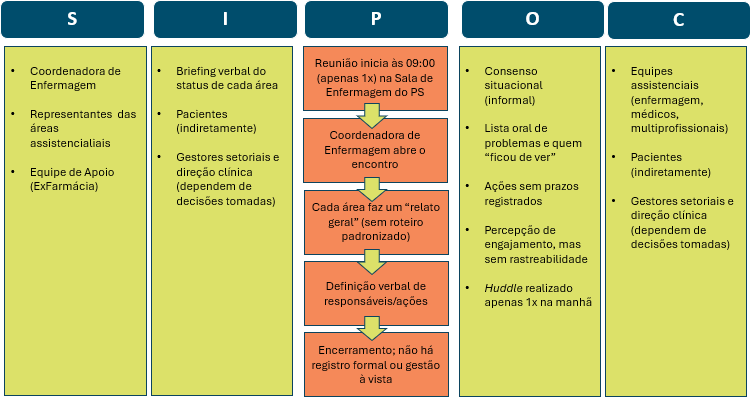 S
I
P
O
C
• Coordenadora de
Enfermagem
• Representantes das
áreas
assistencialiais
• Equipe de Apoio
(ExFarmácia)
• Briefing verbal do
status de cada área
• Pacientes
(indiretamente)
• Gestores setoriais e
direção clínica
(dependem de
decisões tomadas)
Reunião inicia às 09:00
(apenas 1x) na Sala de
Enfermagem do PS
Coordenadora de
Enfermagem abre o
encontro
Cada área faz um “relato
geral” (sem roteiro
padronizado)
Definição verbal de
responsáveis/ações
Encerramento; não há
registro formal ou gestão
à vista
• Consenso
situacional
(informal)
• Lista oral de
problemas e quem
“ficou de ver”
• Ações sem prazos
registrados
• Percepção de
engajamento, mas
sem rastreabilidade
• Huddle realizado
apenas 1x na manhã
• Equipes
assistenciais
(enfermagem,
médicos,
multiprofissionais)
• Pacientes
(indiretamente)
• Gestores setoriais e
direção clínica
(dependem de
decisões tomadas)